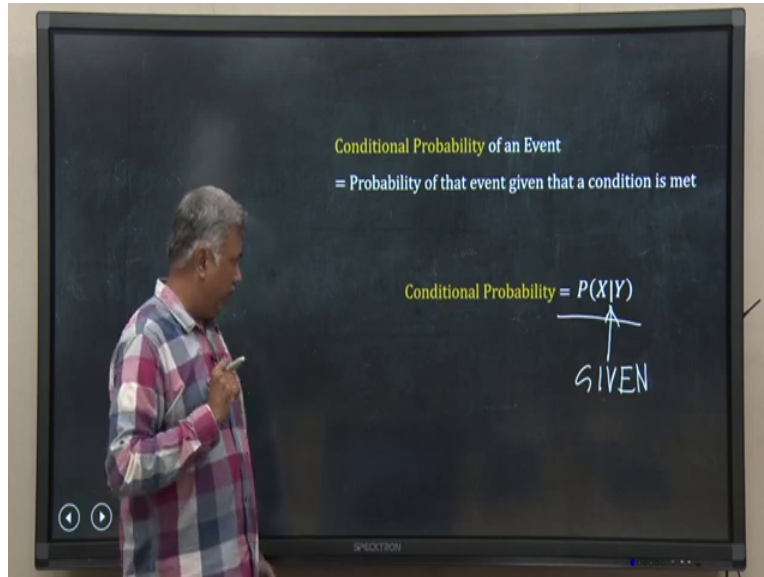 Conditional Probability of an Event
= Probability of that event given that a condition is met
Conditional Probability = P(X|Y)
GIVEN
SPECKTRON